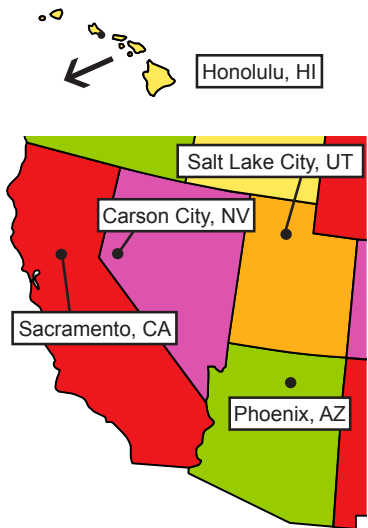 Honolulu, HI
Salt Lake City, UT
Carson City, NV
Sacramento, CA
Phoenix, AZ